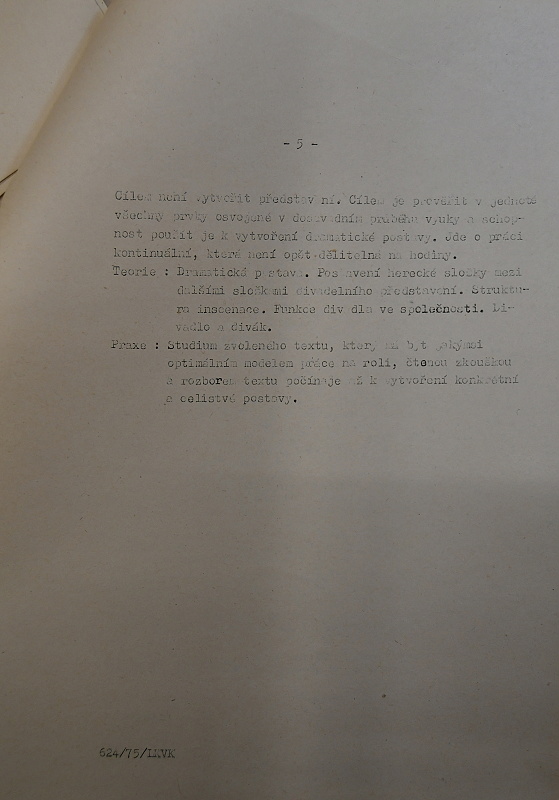 - 5 -
Cílem není vytvořit představení. Cílem je prověřit v jednotě
všechny prvky osvojené v dosavadním průběhu výuky a schop-
nost použít je k vytvoření dramatické postavy. Jde o práci
kontinuální, která není opět dělitelná na hodiny.
Teorie : Dramatická postava. Postavení herecké složky mezi
dalšími složkami divadelního představení. Struktu-
ra inscenace. Funkce divadla ve společnosti. Di-
vadlo a divák.
Praxe : Studium zvoleného textu, který má být jakýmsi
optimálním modelem práce na roli, čtenou zkouškou
a rozborem textu počínaje až k vytvoření konkrétní
a celistvé postavy.
624/75/LKVK